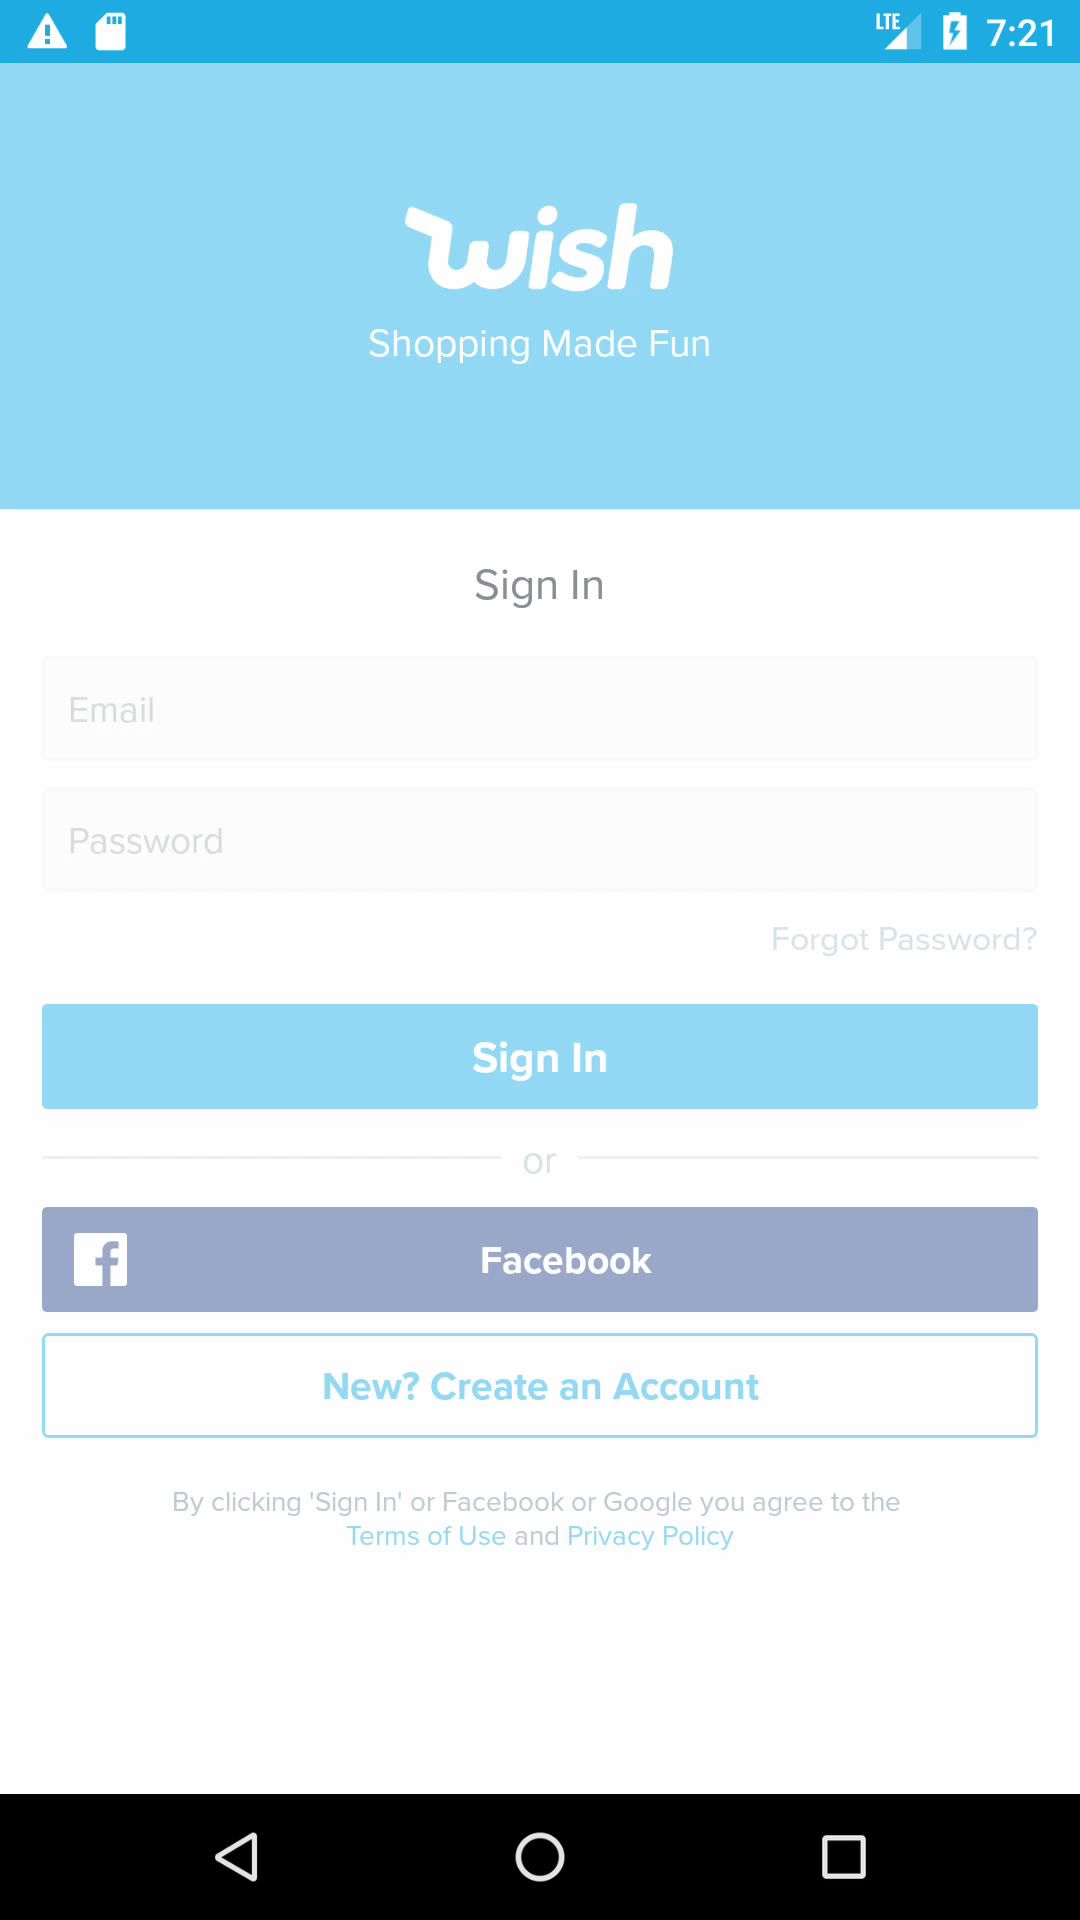 LTE 7:21
wish
Shopping Made Fun
Sign In
Email
Password
Forgot Password?
Sign In
or
Facebook
New? Create an Account
By clicking 'Sign In' or Facebook or Google you agree to the
Terms of Use and Privacy Policy